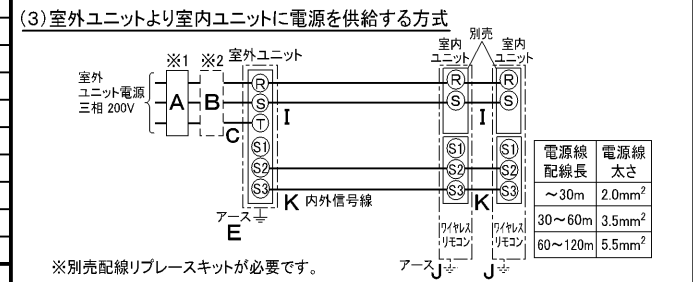 (3)室外ユニットより室内ユニットに電源を供給する方式
※1 ※2 室外ユニット
別売
室内
ユニット
室内
ユニット
室外
ユニット電源
三相 200V
A
B
C
R
S
T
S1
S2
S3
I
K 内外信号線
アース
E
R
S
S1
S2
S3
ワイヤレス
リモコン
I
K
R
S
S1
S2
S3
ワイヤレス
リモコン
アース J
J
電源線
配線長
電源線
太さ
～30m 2.0mm²
30～60m 3.5mm²
60～120m 5.5mm²
※別売配線リプレースキットが必要です。